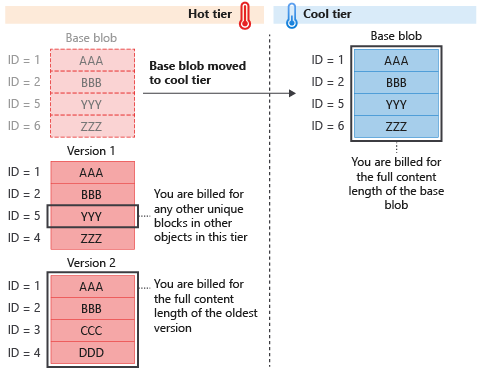 Hot tier
Cool tier
Base blob
ID = 1 AAA
ID = 2 BBB
ID = 5 YYY
ID = 6 ZZZ
Base blob moved
to cool tier
Base blob
ID = 1 AAA
ID = 2 BBB
ID = 5 YYY
ID = 6 ZZZ
You are billed for
the full content
length of the base
blob
Version 1
ID = 1 AAA
ID = 2 BBB
ID = 5 YYY
ID = 4 ZZZ
You are billed for
any other unique
blocks in other
objects in this tier
Version 2
ID = 1 AAA
ID = 2 BBB
ID = 3 CCC
ID = 4 DDD
You are billed for
the full content
length of the oldest
version